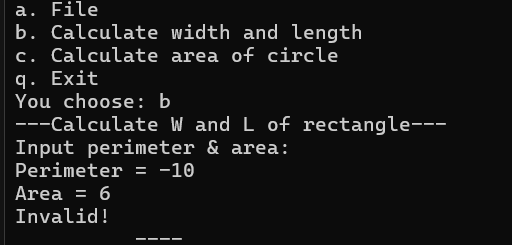 a. File
b. Calculate width and length
c. Calculate area of circle
q. Exit
You choose: b
---Calculate W and L of rectangle---
Input perimeter & area:
Perimeter = -10
Area = 6
Invalid!
----